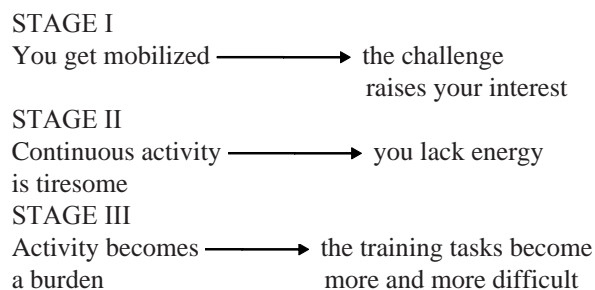 STAGE I
You get mobilized → the challenge
raises your interest
STAGE II
Continuous activity → you lack energy
is tiresome
STAGE III
Activity becomes → the training tasks become
a burden more and more difficult